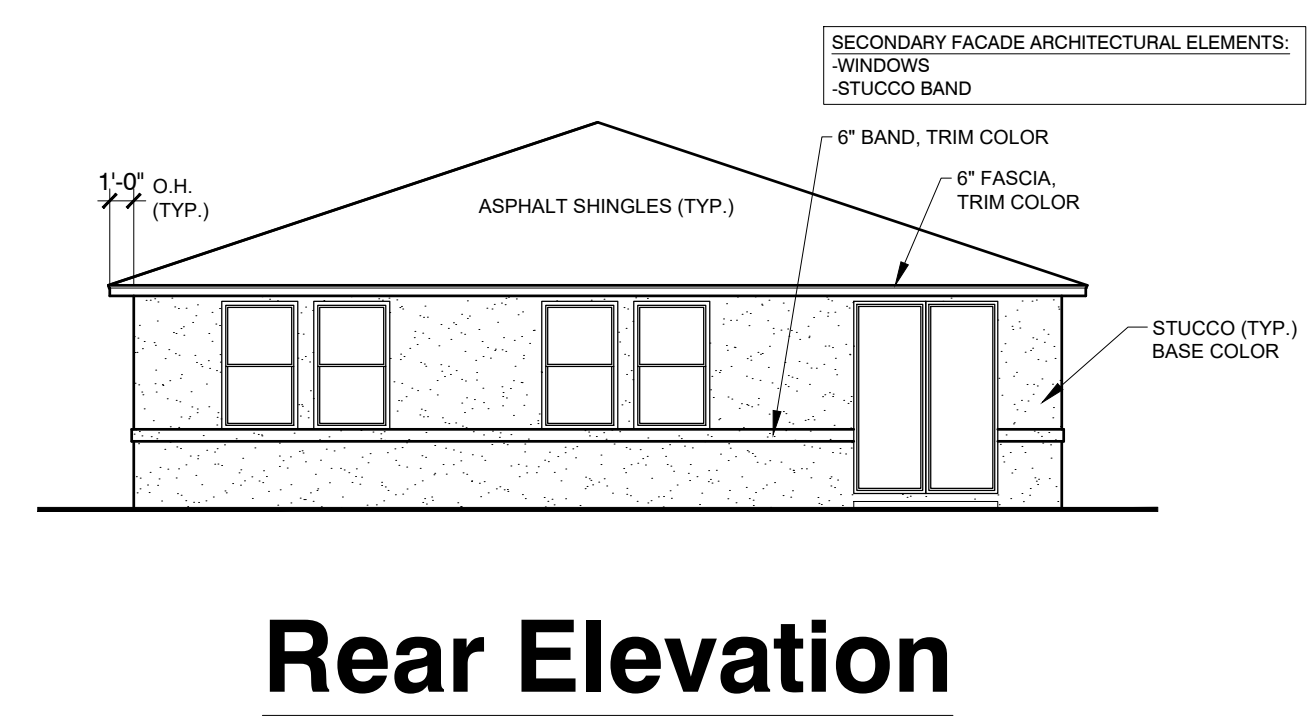 SECONDARY FACADE ARCHITECTURAL ELEMENTS:
-WINDOWS
-STUCCO BAND
6" BAND, TRIM COLOR
6" FASCIA,
TRIM COLOR
1'-0" O.H.
(TYP.)
ASPHALT SHINGLES (TYP.)
STUCCO (TYP.)
BASE COLOR
Rear Elevation